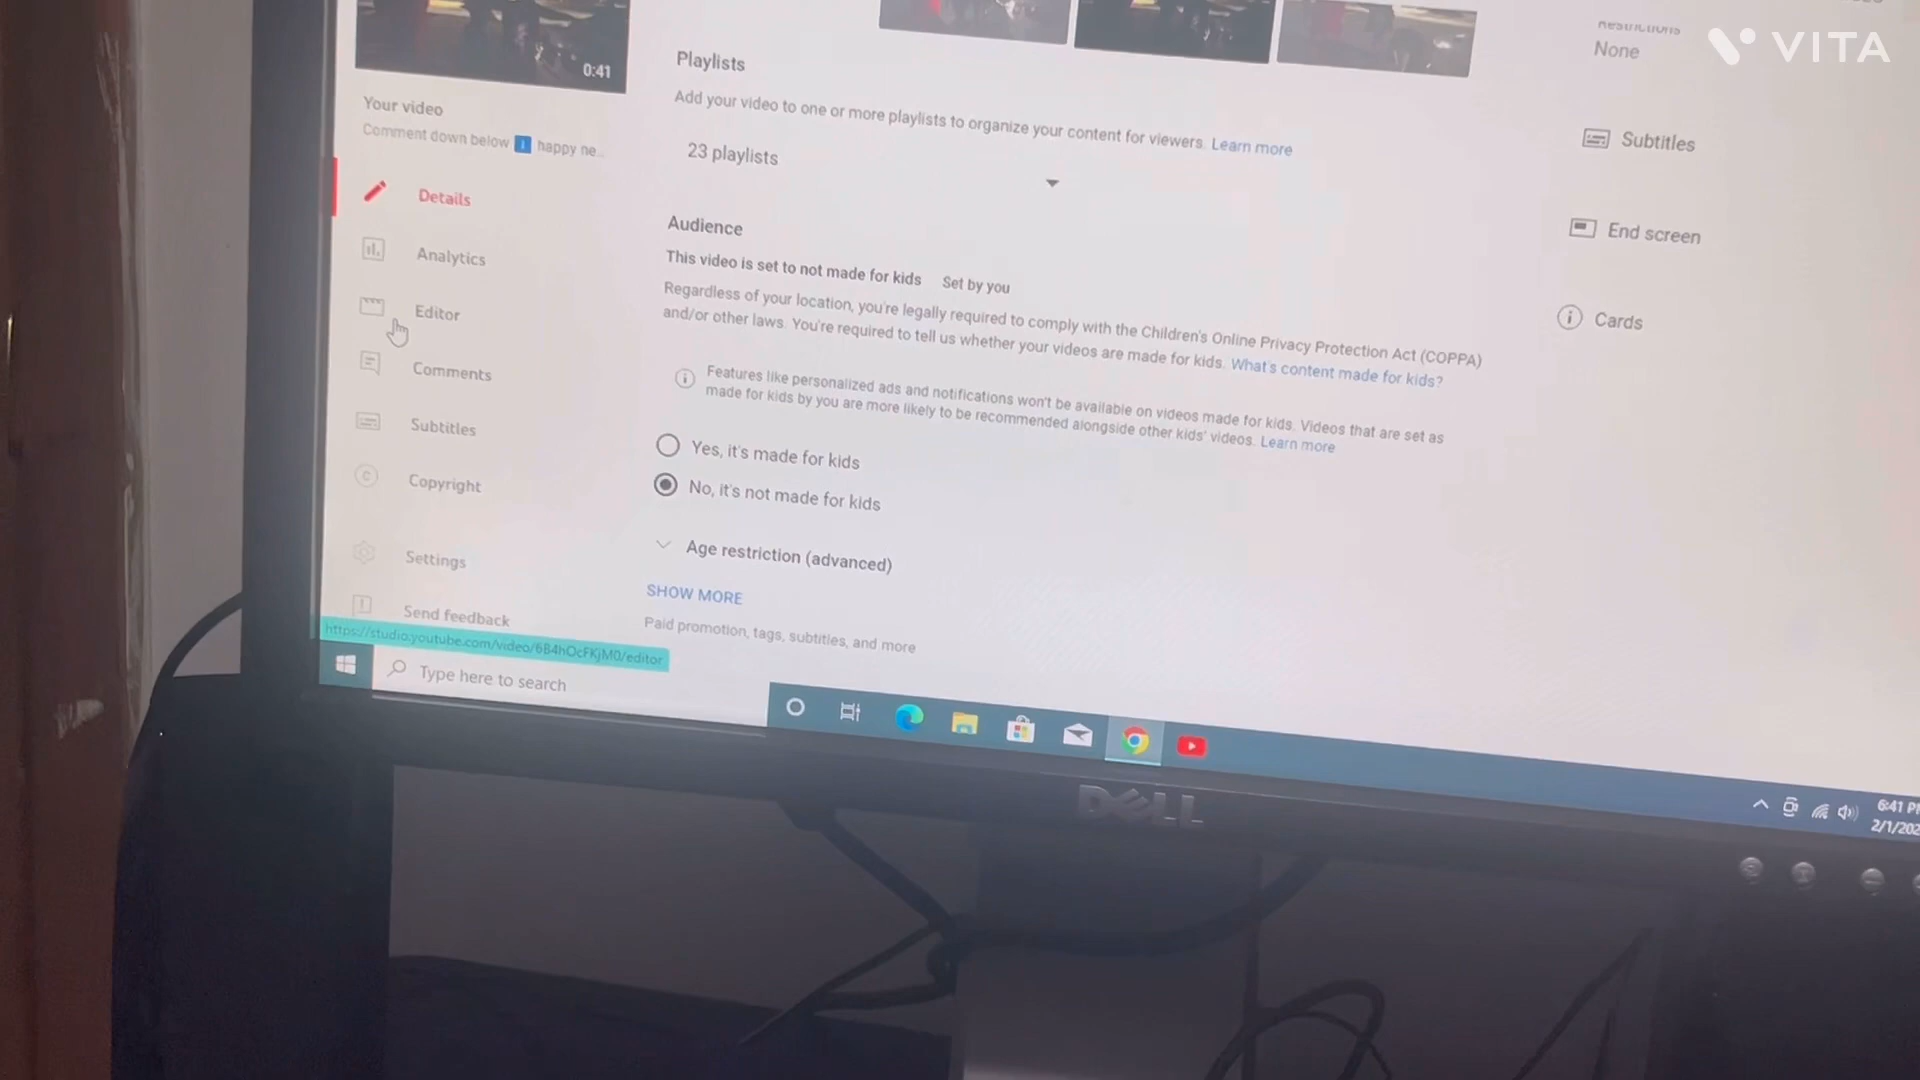 VITA
None
0:41
Your video
Comment down below i happy ne...
Details
Analytics
Editor
Comments
Subtitles
Copyright
Settings
Send feedback
Playlists
Add your video to one or more playlists to organize your content for viewers. Learn more
23 playlists
Audience
This video is set to not made for kids Set by you
Regardless of your location, you're legally required to comply with the Children's Online Privacy Protection Act (COPPA)
and/or other laws. You're required to tell us whether your videos are made for kids. What's content made for kids?
Features like personalized ads and notifications won't be available on videos made for kids. Videos that are set as
made for kids by you are more likely to be recommended alongside other kids' videos. Learn more
Yes, it's made for kids
No, it's not made for kids
Age restriction (advanced)
SHOW MORE
Paid promotion, tags, subtitles, and more
Subtitles
End screen
Cards
https://studio.youtube.com/video/6B4hOcFKjM0/editor
Type here to search
6:41 P
2/1/202
DELL